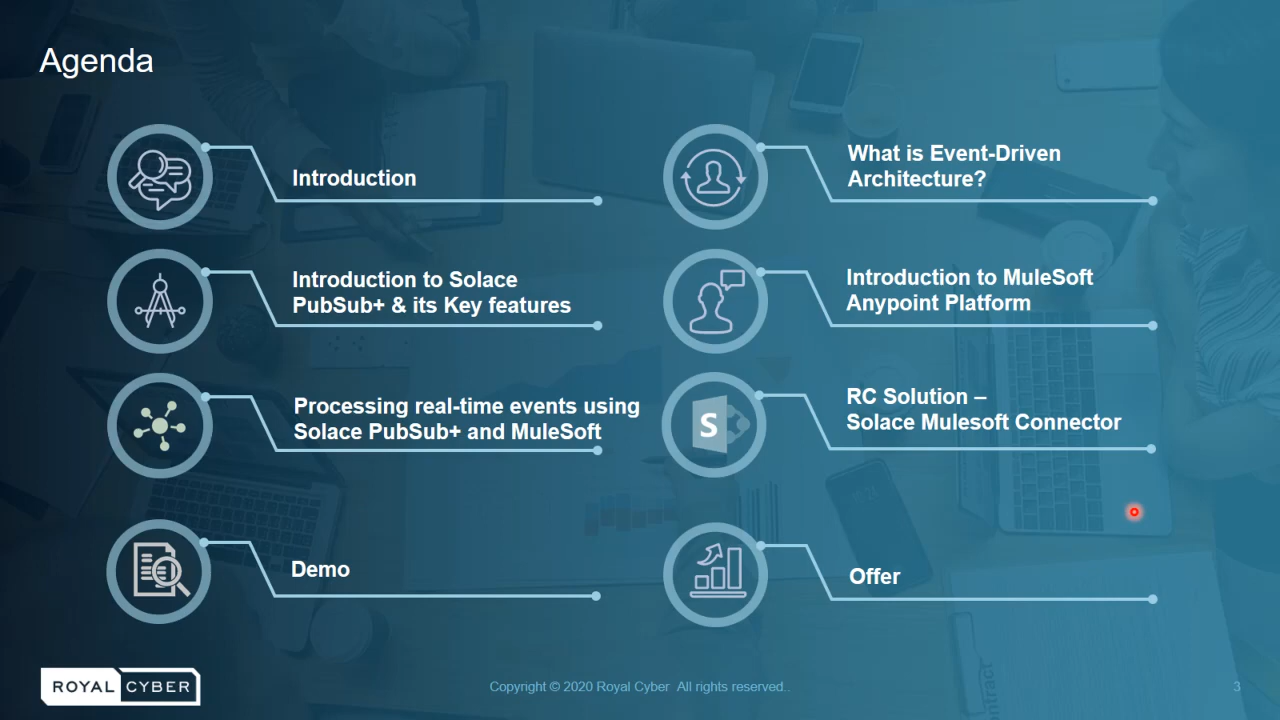 Agenda
Introduction
What is Event-Driven
Architecture?
Introduction to Solace
PubSub+ & its Key features
Introduction to MuleSoft
Anypoint Platform
Processing real-time events using
Solace PubSub+ and MuleSoft
S
RC Solution –
Solace Mulesoft Connector
Demo
Offer
ROYAL CYBER
Copyright © 2020 Royal Cyber All rights reserved..
3